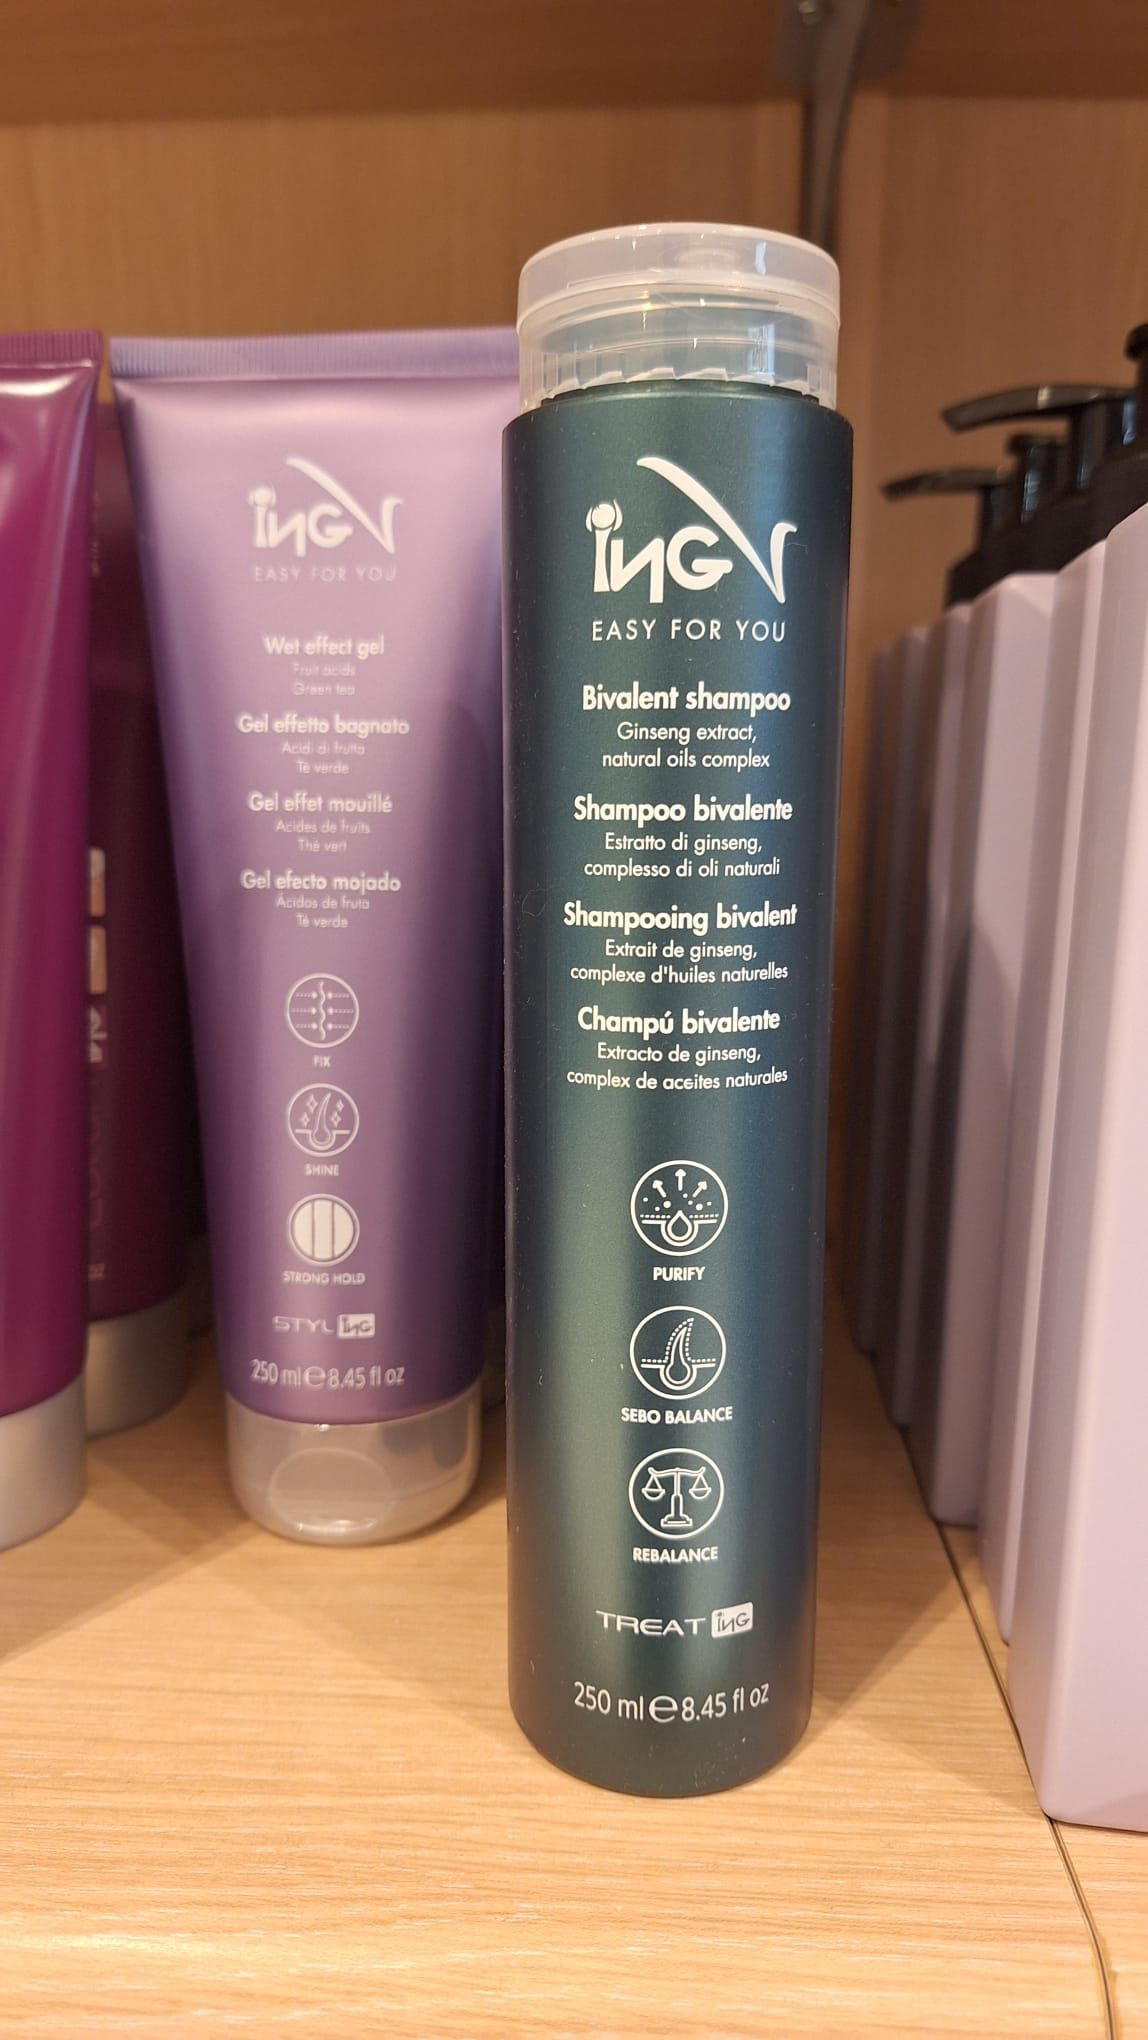 ing
EASY FOR YOU
Wet effect gel
Fruit acids
Green tea
Gel effetto bagnato
Acidi di frutta
Tè verde
Gel effet mouillé
Acides de fruits
Thé vert
Gel efecto mojado
Ácidos de fruta
Té verde
FIX
SHINE
STRONG HOLD
STYL ing
250 ml e 8.45 fl oz
ing
EASY FOR YOU
Bivalent shampoo
Ginseng extract,
natural oils complex
Shampoo bivalente
Estratto di ginseng,
complesso di oli naturali
Shampooing bivalent
Extrait de ginseng,
complexe d'huiles naturelles
Champú bivalente
Extracto de ginseng,
complex de aceites naturales
PURIFY
SEBO BALANCE
REBALANCE
TREAT ing
250 ml e 8.45 fl oz